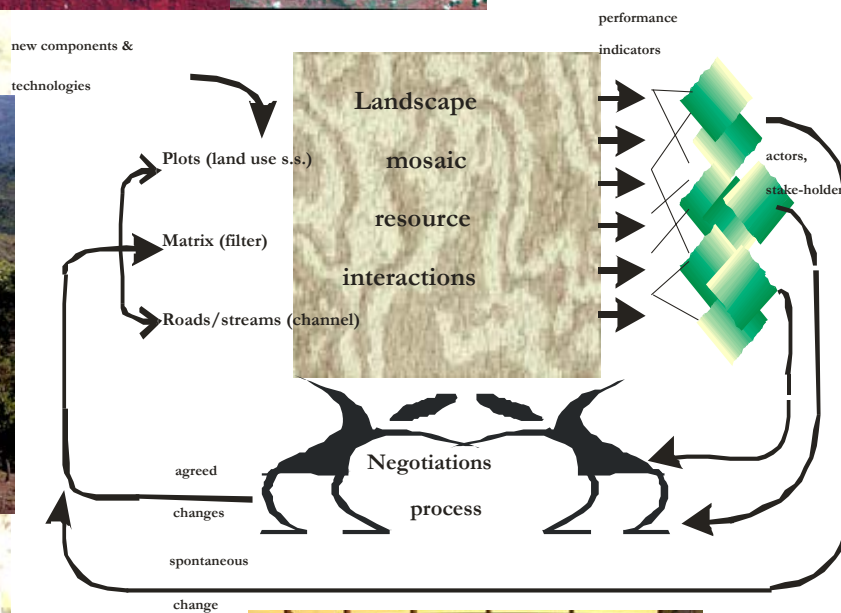 performance
indicators
new components &
technologies
Landscape
mosaic
resource
interactions
Plots (land use s.s.)
Matrix (filter)
Roads/streams (channel)
actors,
stake-holder
Negotiations
process
agreed
changes
spontaneous
change